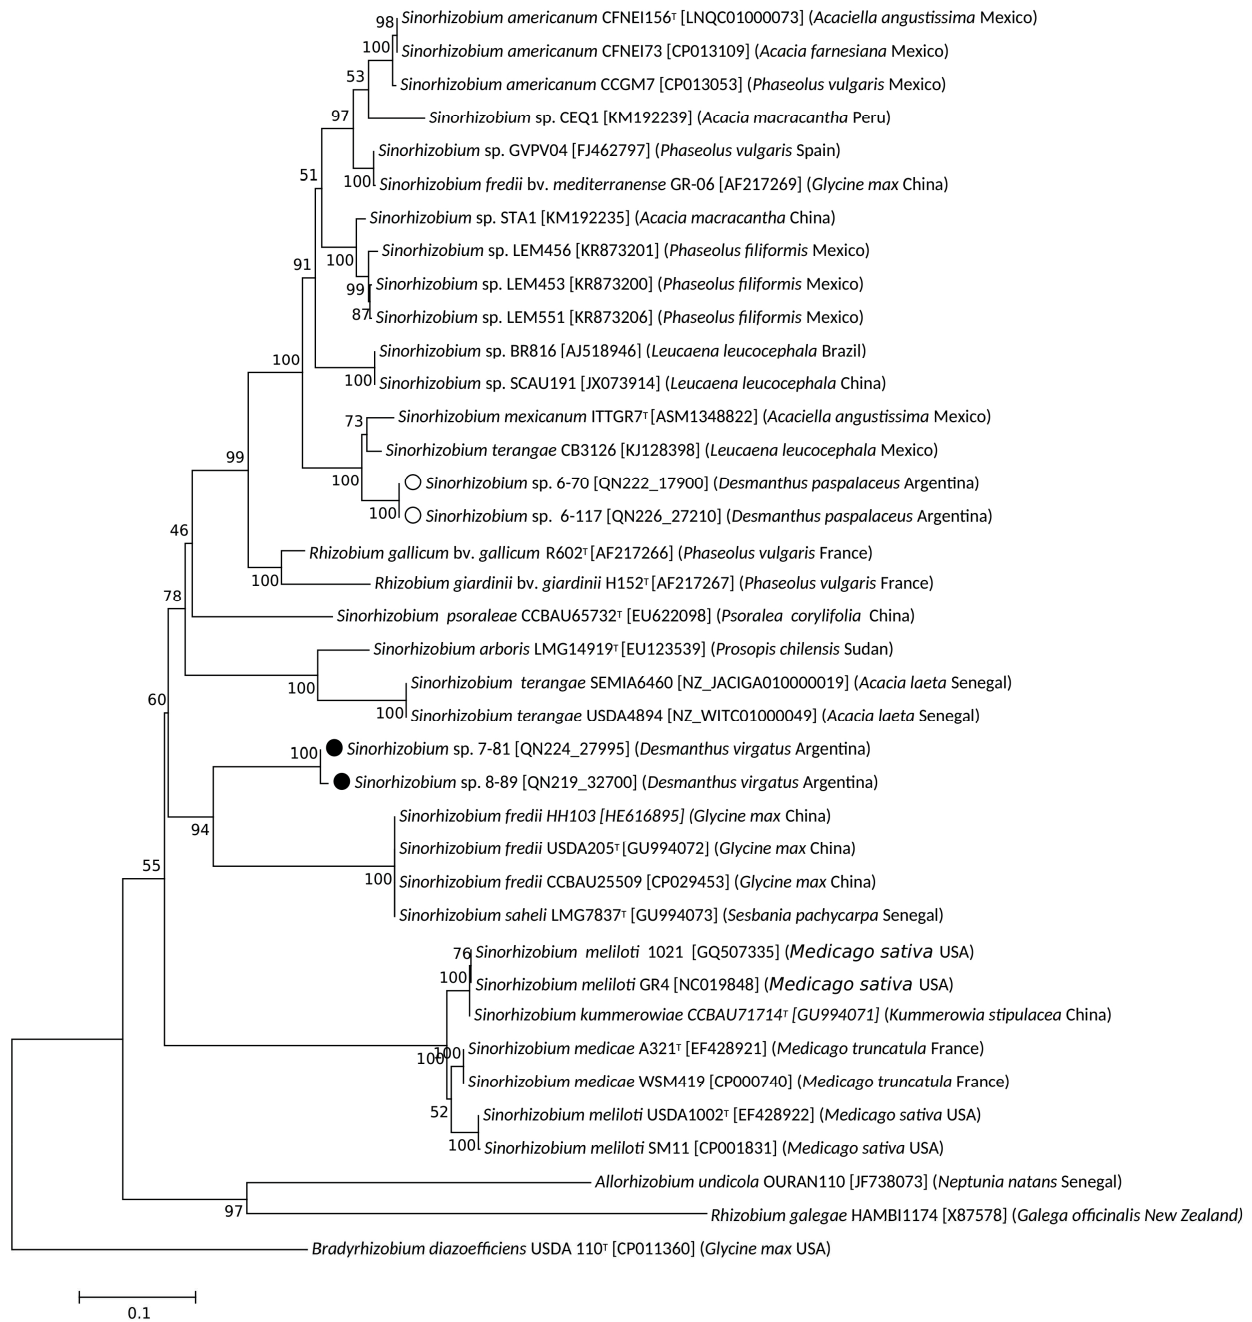 98 Sinorhizobium americanum CFNEI156ᵀ [LNQC01000073] (Acaciella angustissima Mexico)
100 Sinorhizobium americanum CFNEI73 [CP013109] (Acacia farnesiana Mexico)
53 Sinorhizobium americanum CCGM7 [CP013053] (Phaseolus vulgaris Mexico)
97 Sinorhizobium sp. CEQ1 [KM192239] (Acacia macracantha Peru)
Sinorhizobium sp. GVPV04 [FJ462797] (Phaseolus vulgaris Spain)
51 100 Sinorhizobium fredii bv. mediterranense GR-06 [AF217269] (Glycine max China)
Sinorhizobium sp. STA1 [KM192235] (Acacia macracantha China)
91 100 Sinorhizobium sp. LEM456 [KR873201] (Phaseolus filiformis Mexico)
99 Sinorhizobium sp. LEM453 [KR873200] (Phaseolus filiformis Mexico)
87 Sinorhizobium sp. LEM551 [KR873206] (Phaseolus filiformis Mexico)
100 Sinorhizobium sp. BR816 [AJ518946] (Leucaena leucocephala Brazil)
100 Sinorhizobium sp. SCAU191 [JX073914] (Leucaena leucocephala China)
73 Sinorhizobium mexicanum ITTGR7ᵀ [ASM1348822] (Acaciella angustissima Mexico)
99 Sinorhizobium terangae CB3126 [KJ128398] (Leucaena leucocephala Mexico)
100 Sinorhizobium sp. 6-70 [QN222_17900] (Desmanthus paspalaceus Argentina)
100 Sinorhizobium sp. 6-117 [QN226_27210] (Desmanthus paspalaceus Argentina)
46 Rhizobium gallicum bv. gallicum R602ᵀ [AF217266] (Phaseolus vulgaris France)
100 Rhizobium giardinii bv. giardinii H152ᵀ [AF217267] (Phaseolus vulgaris France)
78 Sinorhizobium psoraleae CCBAU65732ᵀ [EU622098] (Psoralea corylifolia China)
Sinorhizobium arboris LMG14919ᵀ [EU123539] (Prosopis chilensis Sudan)
60 100 Sinorhizobium terangae SEMIA6460 [NZ_JACIGA010000019] (Acacia laeta Senegal)
100 Sinorhizobium terangae USDA4894 [NZ_WITC01000049] (Acacia laeta Senegal)
100 Sinorhizobium sp. 7-81 [QN224_27995] (Desmanthus virgatus Argentina)
Sinorhizobium sp. 8-89 [QN219_32700] (Desmanthus virgatus Argentina)
94 Sinorhizobium fredii HH103 [HE616895] (Glycine max China)
55 Sinorhizobium fredii USDA205ᵀ [GU994072] (Glycine max China)
100 Sinorhizobium fredii CCBAU25509 [CP029453] (Glycine max China)
Sinorhizobium saheli LMG7837ᵀ [GU994073] (Sesbania pachycarpa Senegal)
76 Sinorhizobium meliloti 1021 [GQ507335] (Medicago sativa USA)
100 Sinorhizobium meliloti GR4 [NC019848] (Medicago sativa USA)
Sinorhizobium kummerowiae CCBAU71714ᵀ [GU994071] (Kummerowia stipulacea China)
100 100 Sinorhizobium medicae A321ᵀ [EF428921] (Medicago truncatula France)
Sinorhizobium medicae WSM419 [CP000740] (Medicago truncatula France)
52 Sinorhizobium meliloti USDA1002ᵀ [EF428922] (Medicago sativa USA)
100 Sinorhizobium meliloti SM11 [CP001831] (Medicago sativa USA)
Allorhizobium undicola OURAN110 [JF738073] (Neptunia natans Senegal)
97 Rhizobium galegae HAMBI1174 [X87578] (Galega officinalis New Zealand)
Bradyrhizobium diazoefficiens USDA 110ᵀ [CP011360] (Glycine max USA)
0.1